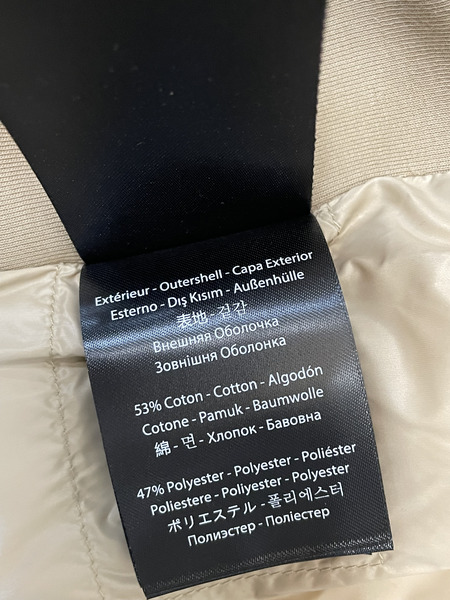 Extérieur - Outershell - Capa Exterior
Esterno - Dış Kısım - Außenhülle
表地 - 겉감
Внешняя Оболочка
Зовнішня Оболонка
53% Coton - Cotton - Algodón
Cotone - Pamuk - Baumwolle
綿 - 면 - Хлопок - Бавовна
47% Polyester - Polyester - Poliéster
Poliestere - Poliyester - Polyester
ポリエステル - 폴리에스터
Полиэстер - Поліестер